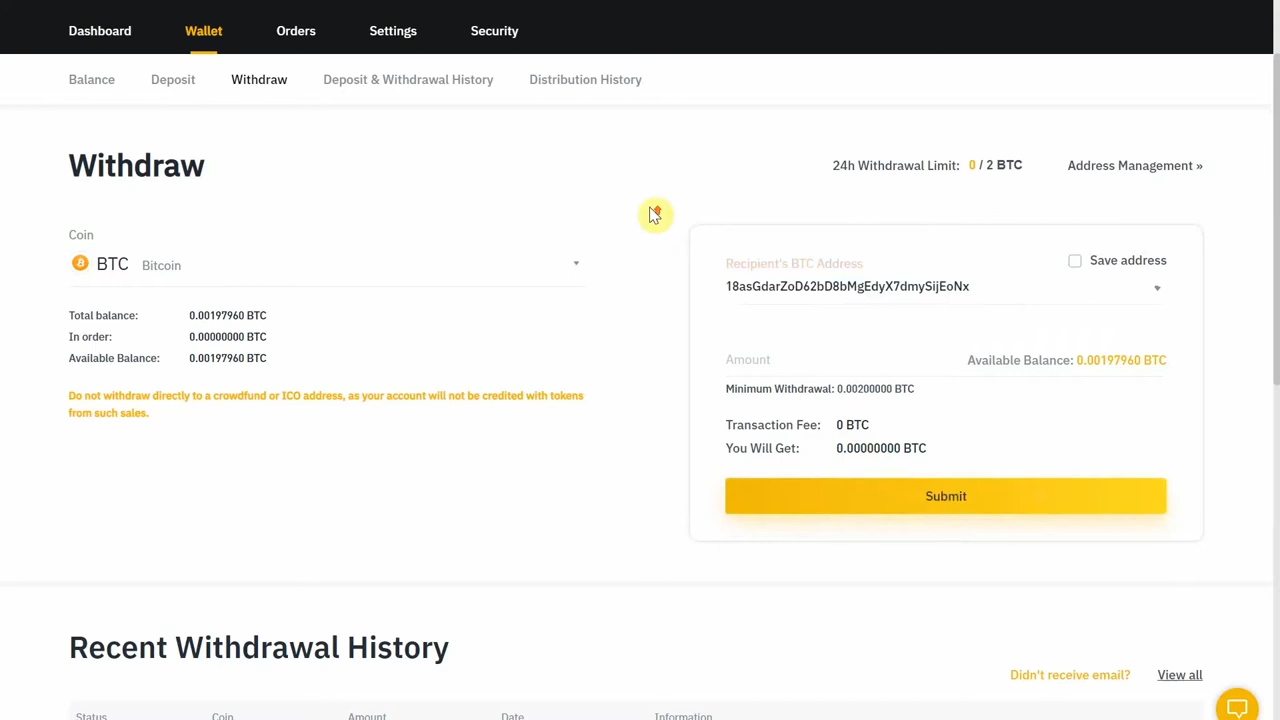 Dashboard Wallet Orders Settings Security
Balance Deposit Withdraw Deposit & Withdrawal History Distribution History
Withdraw
24h Withdrawal Limit: 0 / 2 BTC Address Management »
Coin
BTC Bitcoin
Total balance: 0.00197960 BTC
In order: 0.00000000 BTC
Available Balance: 0.00197960 BTC
Do not withdraw directly to a crowdfund or ICO address, as your account will not be credited with tokens
from such sales.
Recipient's BTC Address Save address
18asGdarZoD62bD8bMgEdyX7dmySijEoNx
Amount Available Balance: 0.00197960 BTC
Minimum Withdrawal: 0.00200000 BTC
Transaction Fee: 0 BTC
You Will Get: 0.00000000 BTC
Submit
Recent Withdrawal History
Didn't receive email? View all
Status Coin Amount Date Information